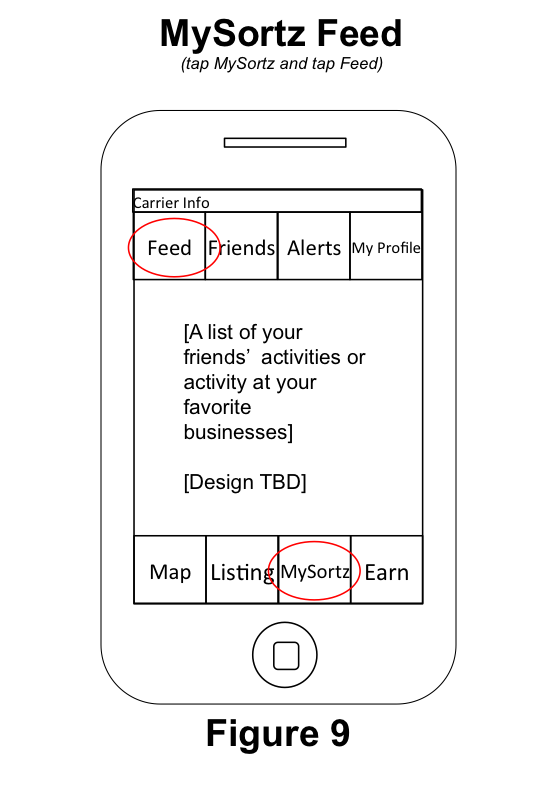 MySortz Feed
(tap MySortz and tap Feed)
Carrier Info
Feed Friends Alerts My Profile
[A list of your
friends’  activities or
activity at your
favorite
businesses]
[Design TBD]
Map Listing MySortz Earn
Figure 9